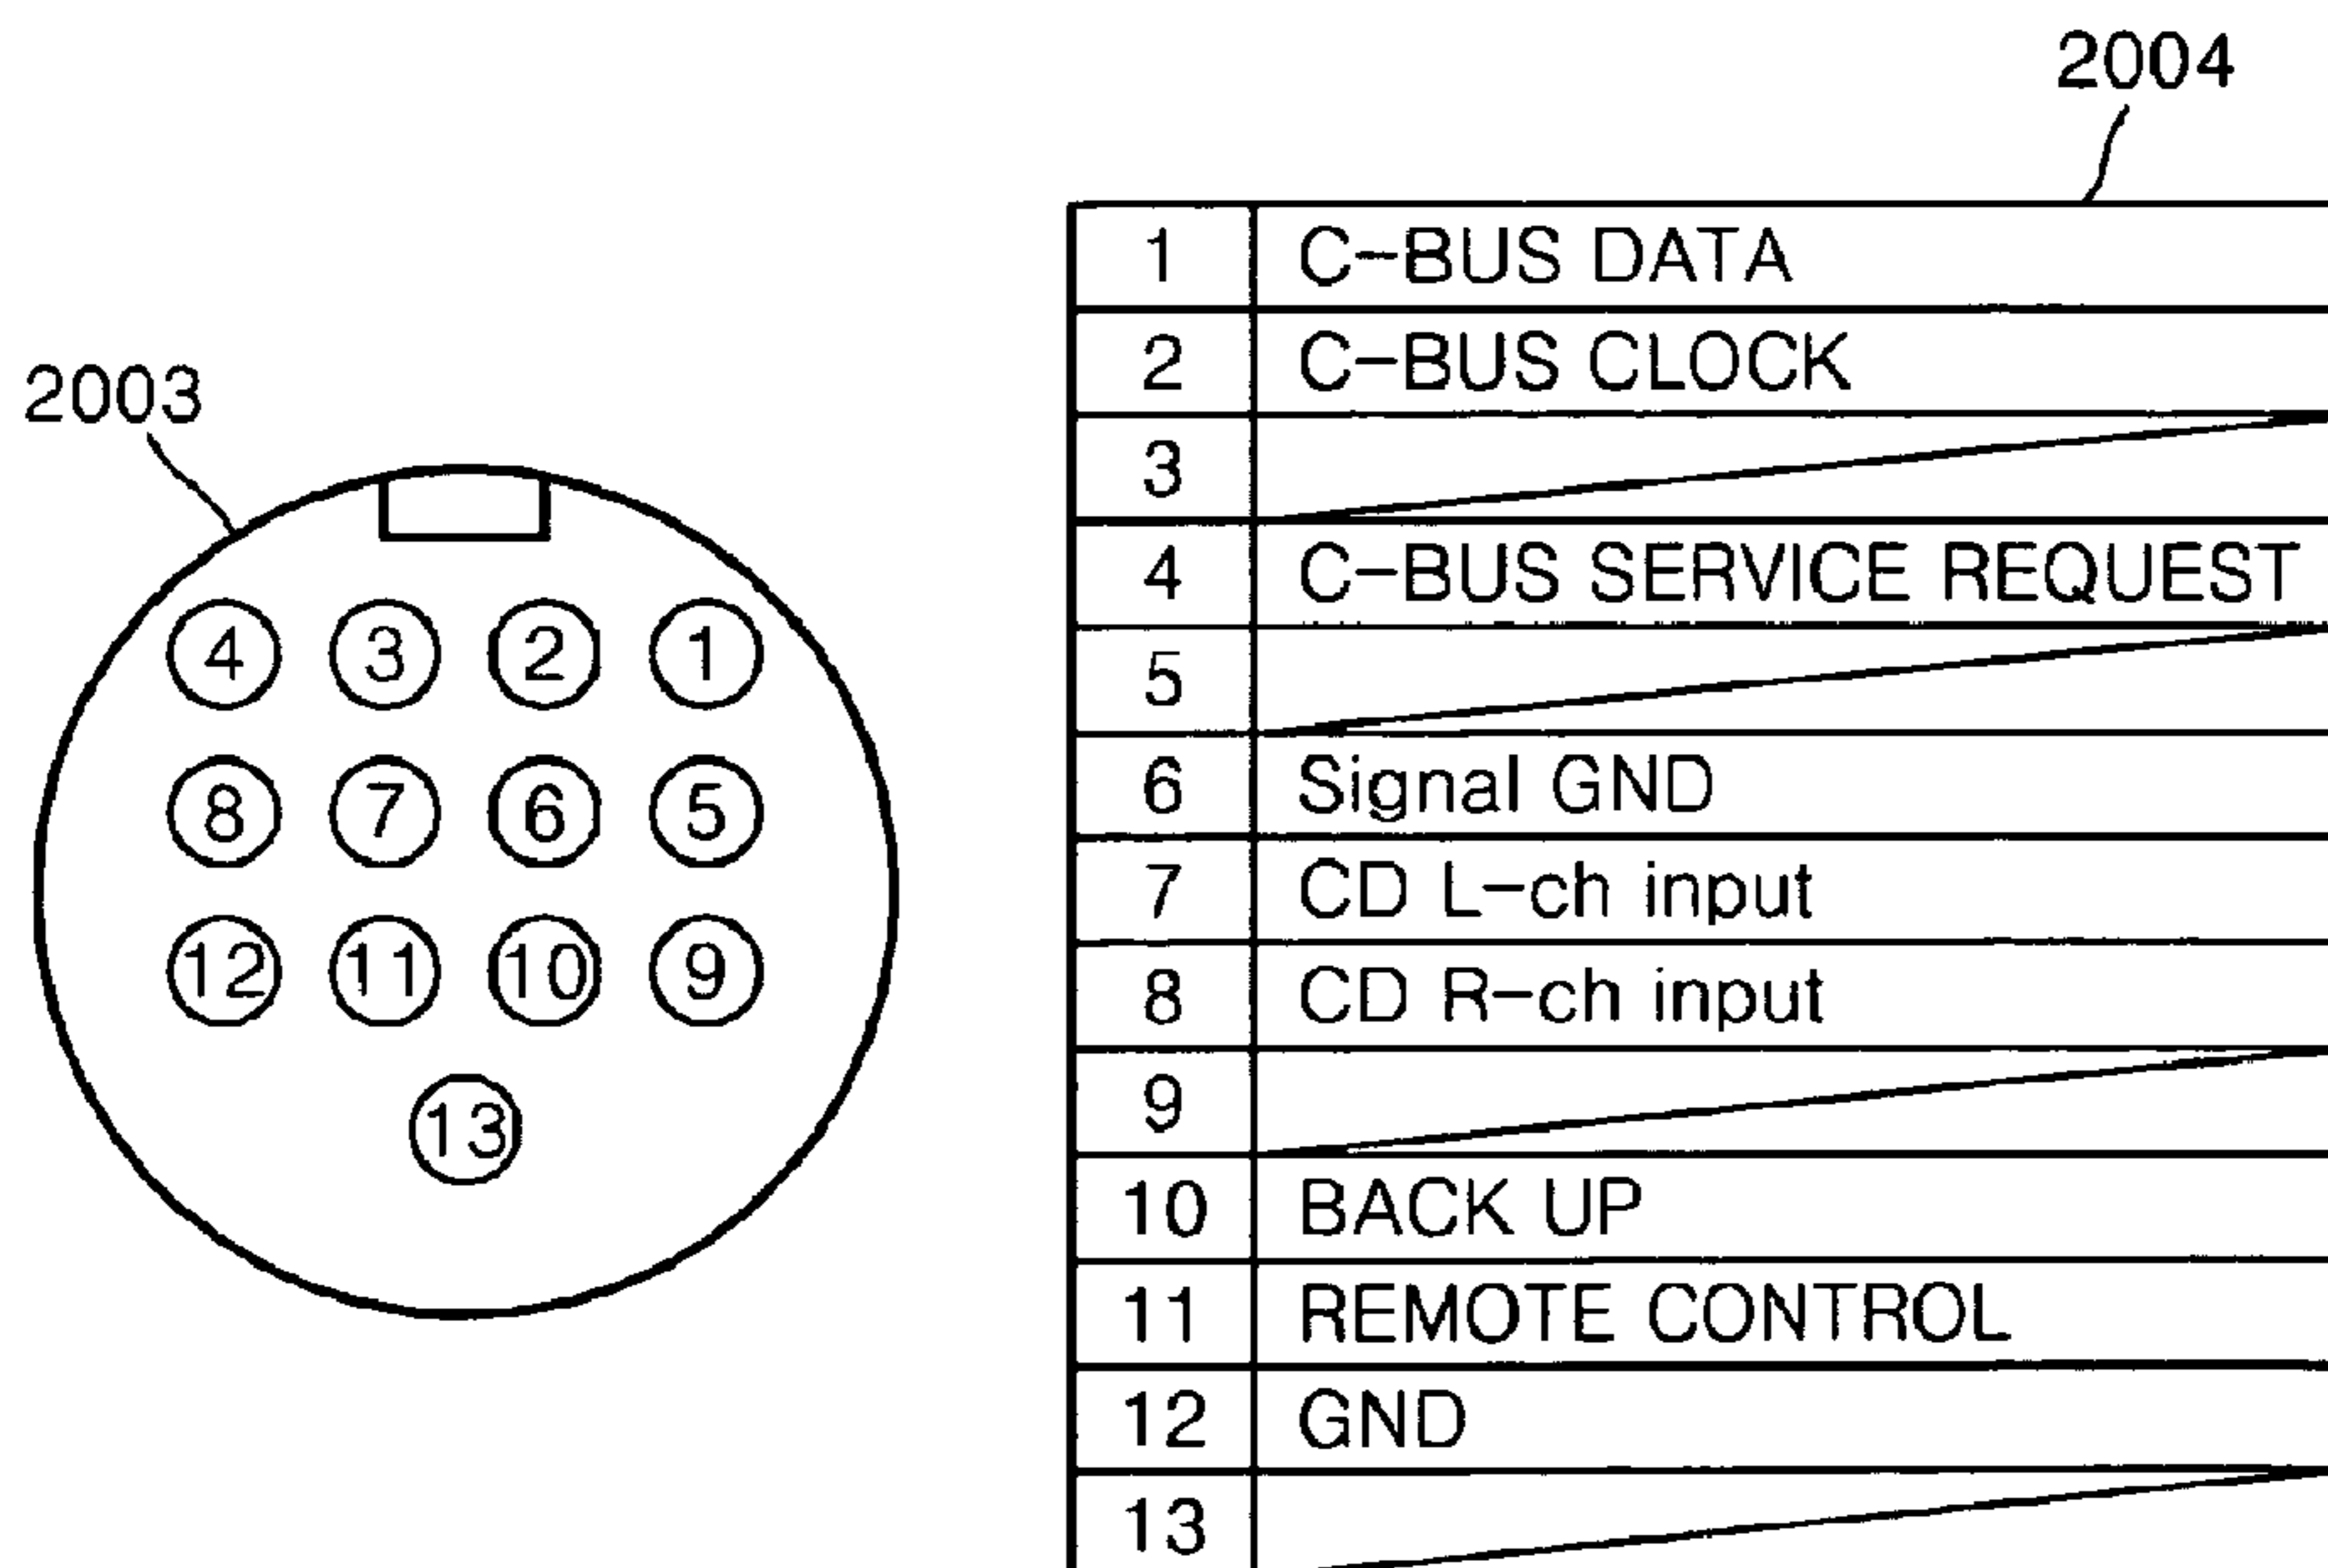 2004
2003
4 3 2 1
8 7 6 5
12 11 10 9
13
1 C-BUS DATA
2 C-BUS CLOCK
3
4 C-BUS SERVICE REQUEST
5
6 Signal GND
7 CD L-ch input
8 CD R-ch input
9
10 BACK UP
11 REMOTE CONTROL
12 GND
13